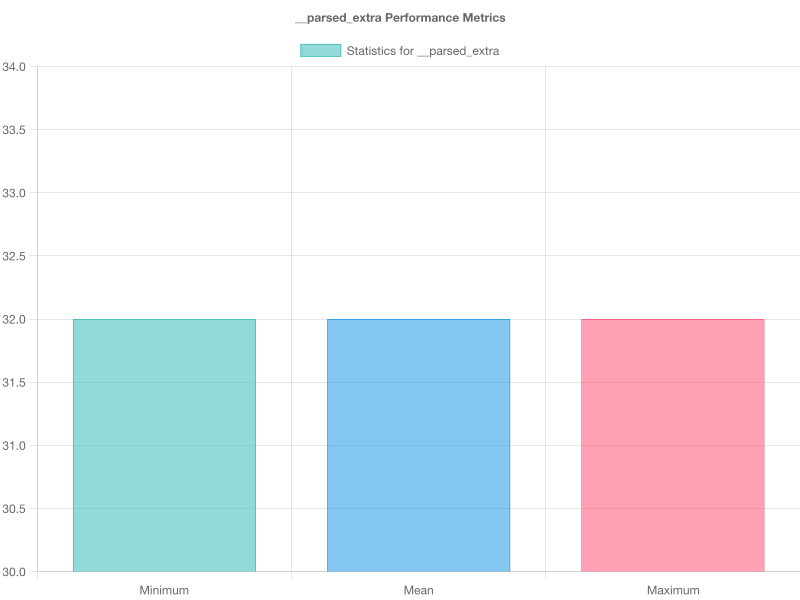 __parsed_extra Performance Metrics
Statistics for __parsed_extra
34.0
33.5
33.0
32.5
32.0
31.5
31.0
30.5
30.0
Minimum
Mean
Maximum